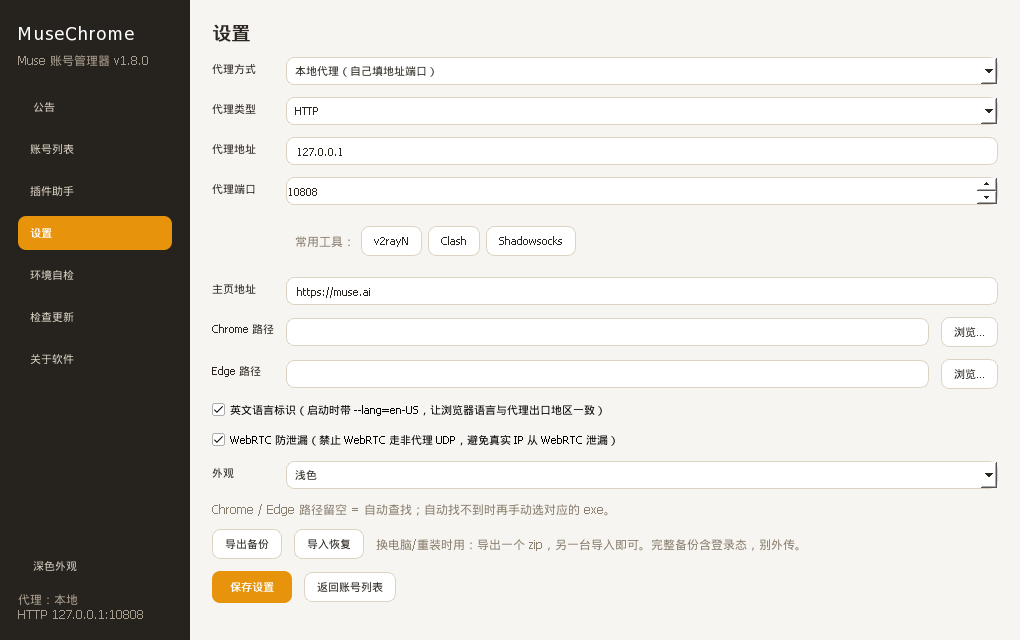 MuseChrome
Muse 账号管理器 v1.8.0
公告
账号列表
插件助手
设置
环境自检
检查更新
关于软件
深色外观
代理：本地
HTTP 127.0.0.1:10808
设置
代理方式 本地代理（自己填地址端口）
代理类型 HTTP
代理地址 127.0.0.1
代理端口 10808
常用工具： v2rayN Clash Shadowsocks
主页地址 https://muse.ai
Chrome 路径 浏览...
Edge 路径 浏览...
英文语言标识（启动时带 --lang=en-US，让浏览器语言与代理出口地区一致）
WebRTC 防泄漏（禁止 WebRTC 走非代理 UDP，避免真实 IP 从 WebRTC 泄漏）
外观 浅色
Chrome / Edge 路径留空 = 自动查找；自动找不到时再手动选对应的 exe。
导出备份 导入恢复 换电脑/重装时用：导出一个 zip，另一台导入即可。完整备份含登录态，别外传。
保存设置 返回账号列表